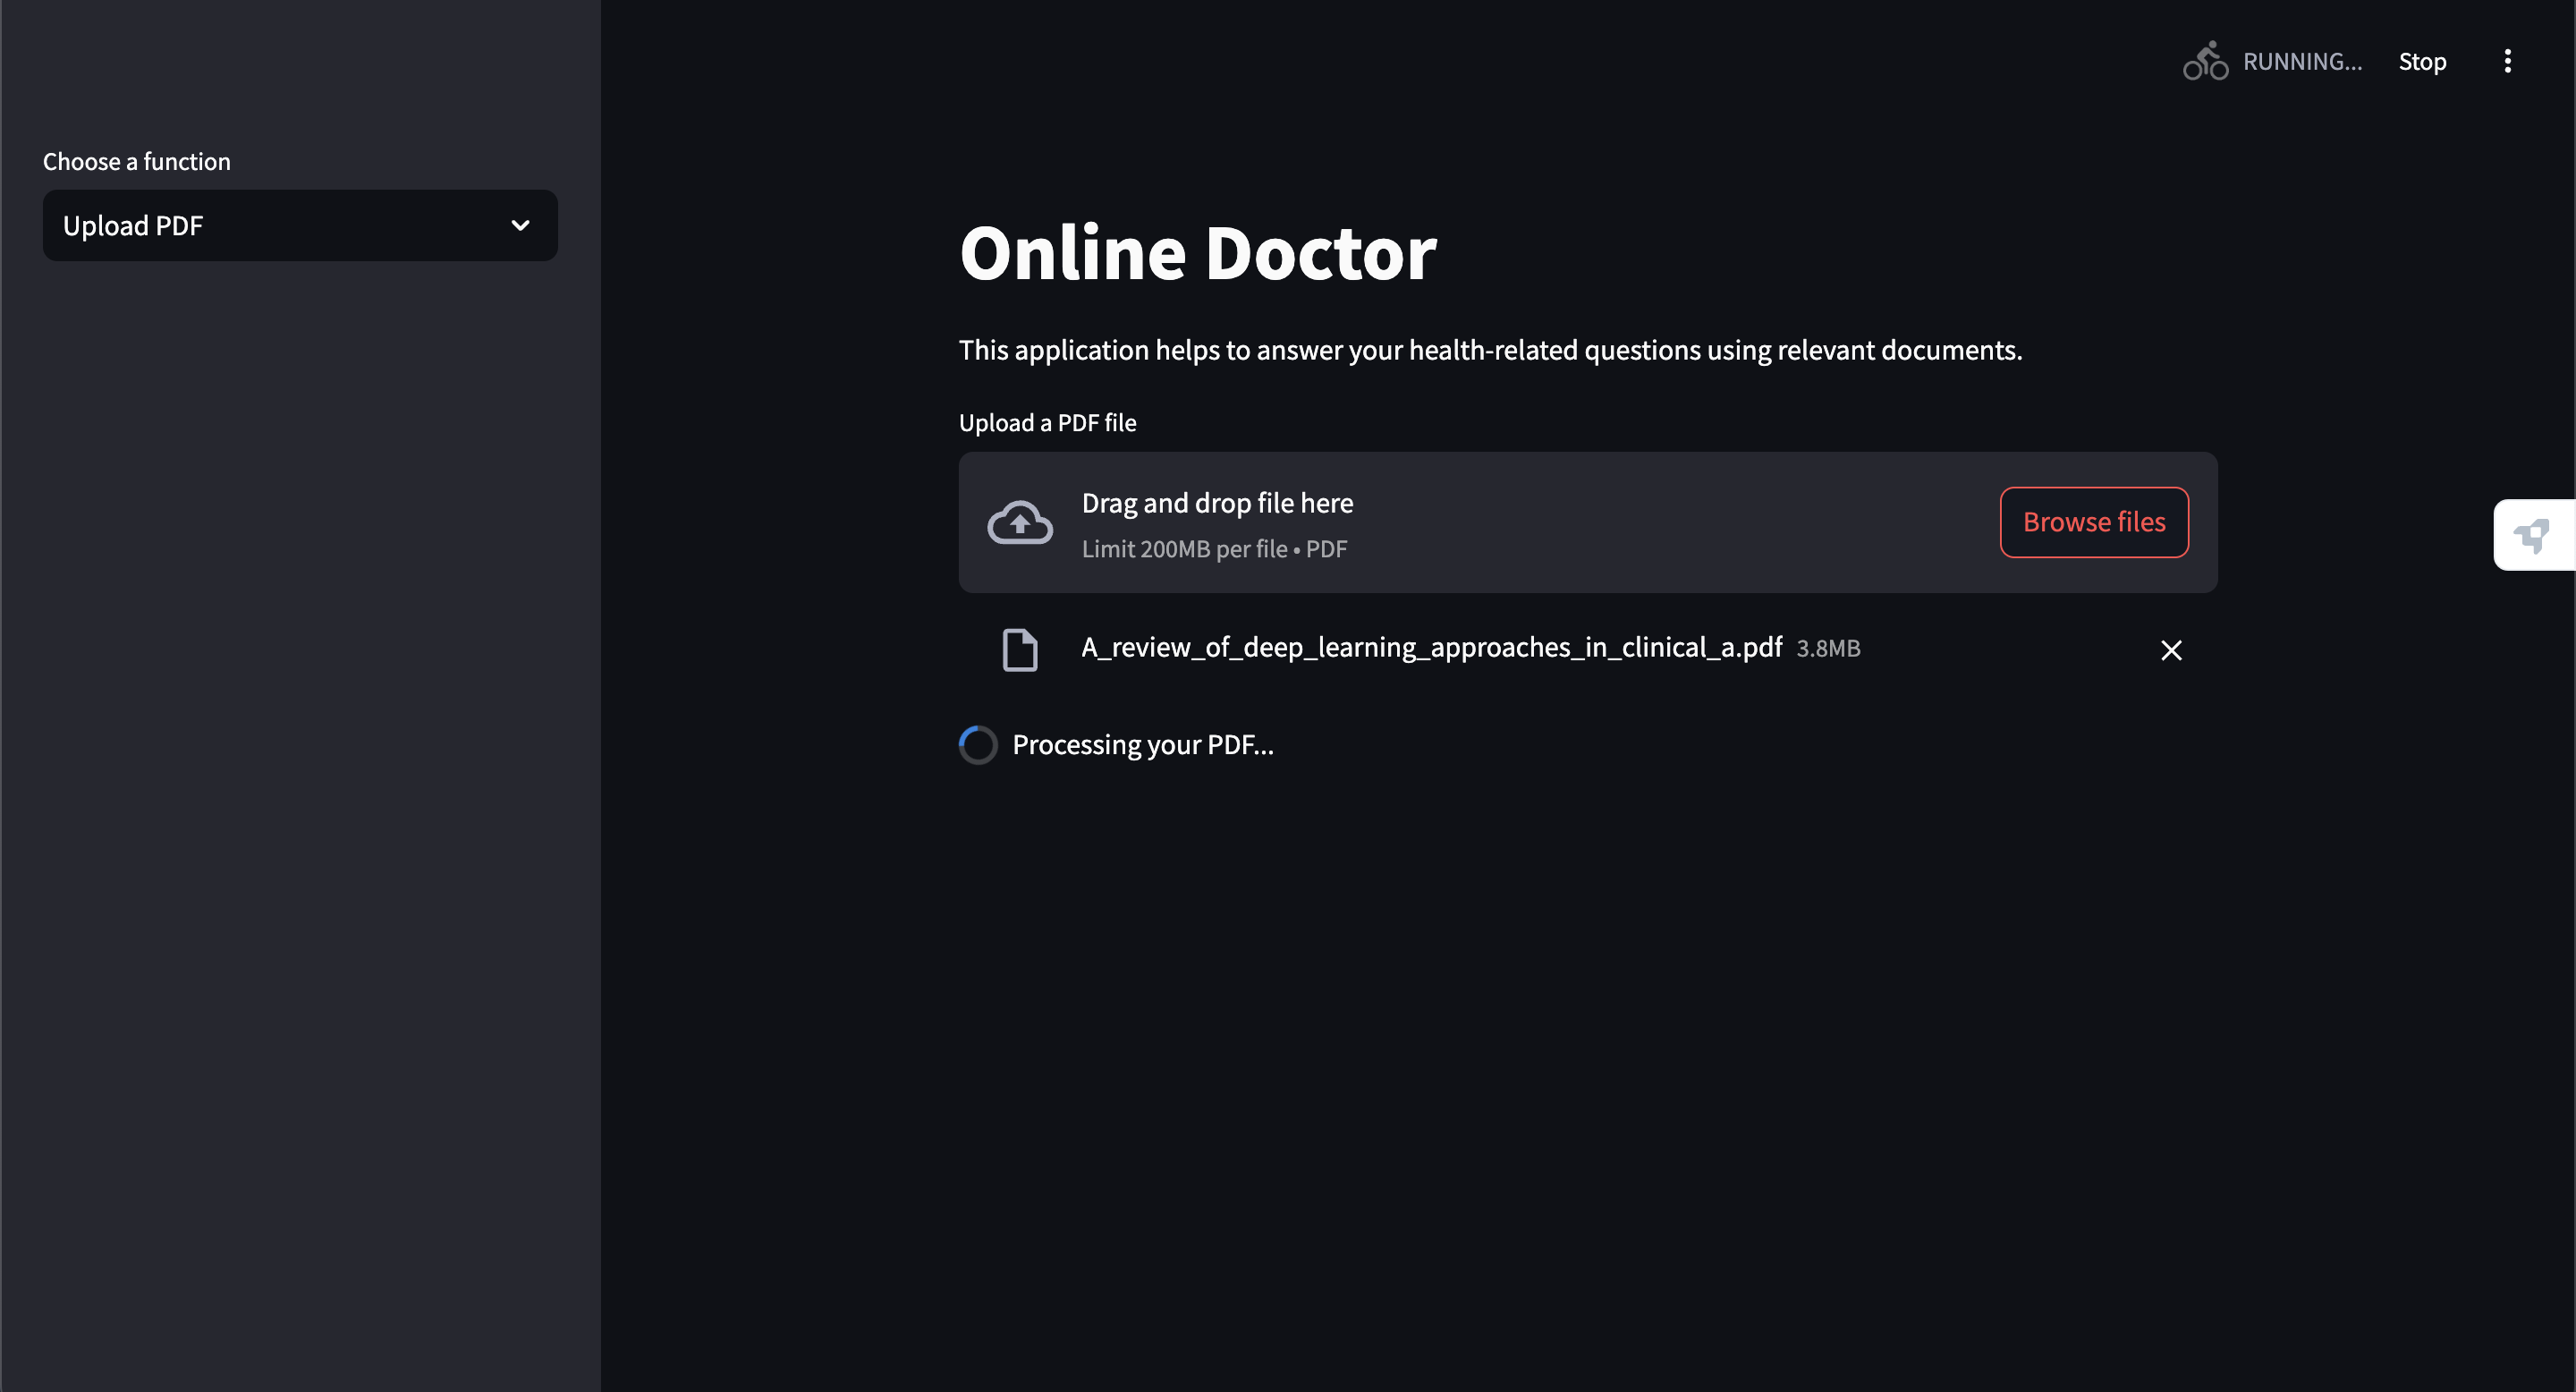 RUNNING...
Stop
Choose a function
Upload PDF
Online Doctor
This application helps to answer your health-related questions using relevant documents.
Upload a PDF file
Drag and drop file here
Limit 200MB per file • PDF
Browse files
A_review_of_deep_learning_approaches_in_clinical_a.pdf 3.8MB
Processing your PDF...